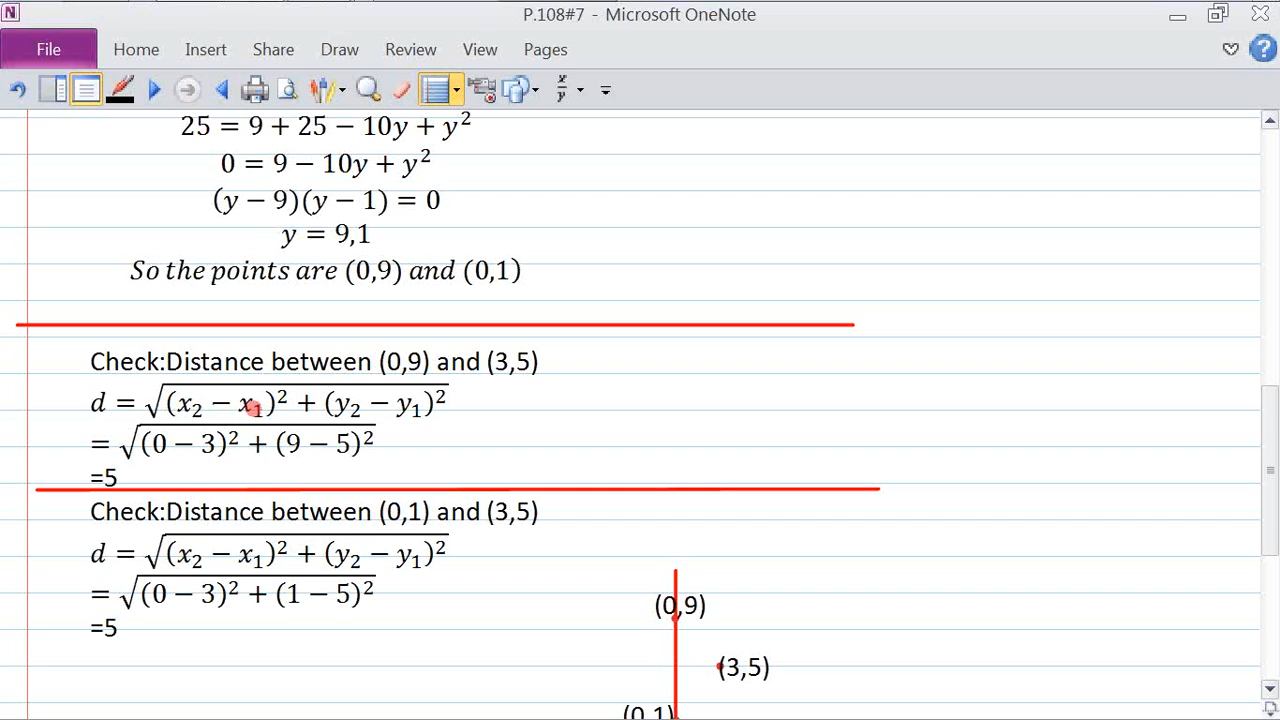 P.108#7 - Microsoft OneNote
File Home Insert Share Draw Review View Pages
25 = 9 + 25 − 10y + y²
0 = 9 − 10y + y²
(y − 9)(y − 1) = 0
y = 9,1
So the points are (0,9) and (0,1)
Check:Distance between (0,9) and (3,5)
d = √(x₂ − x₁)² + (y₂ − y₁)²
= √(0 − 3)² + (9 − 5)²
=5
Check:Distance between (0,1) and (3,5)
d = √(x₂ − x₁)² + (y₂ − y₁)²
= √(0 − 3)² + (1 − 5)²
=5
(0,9)
(3,5)
(0,1)